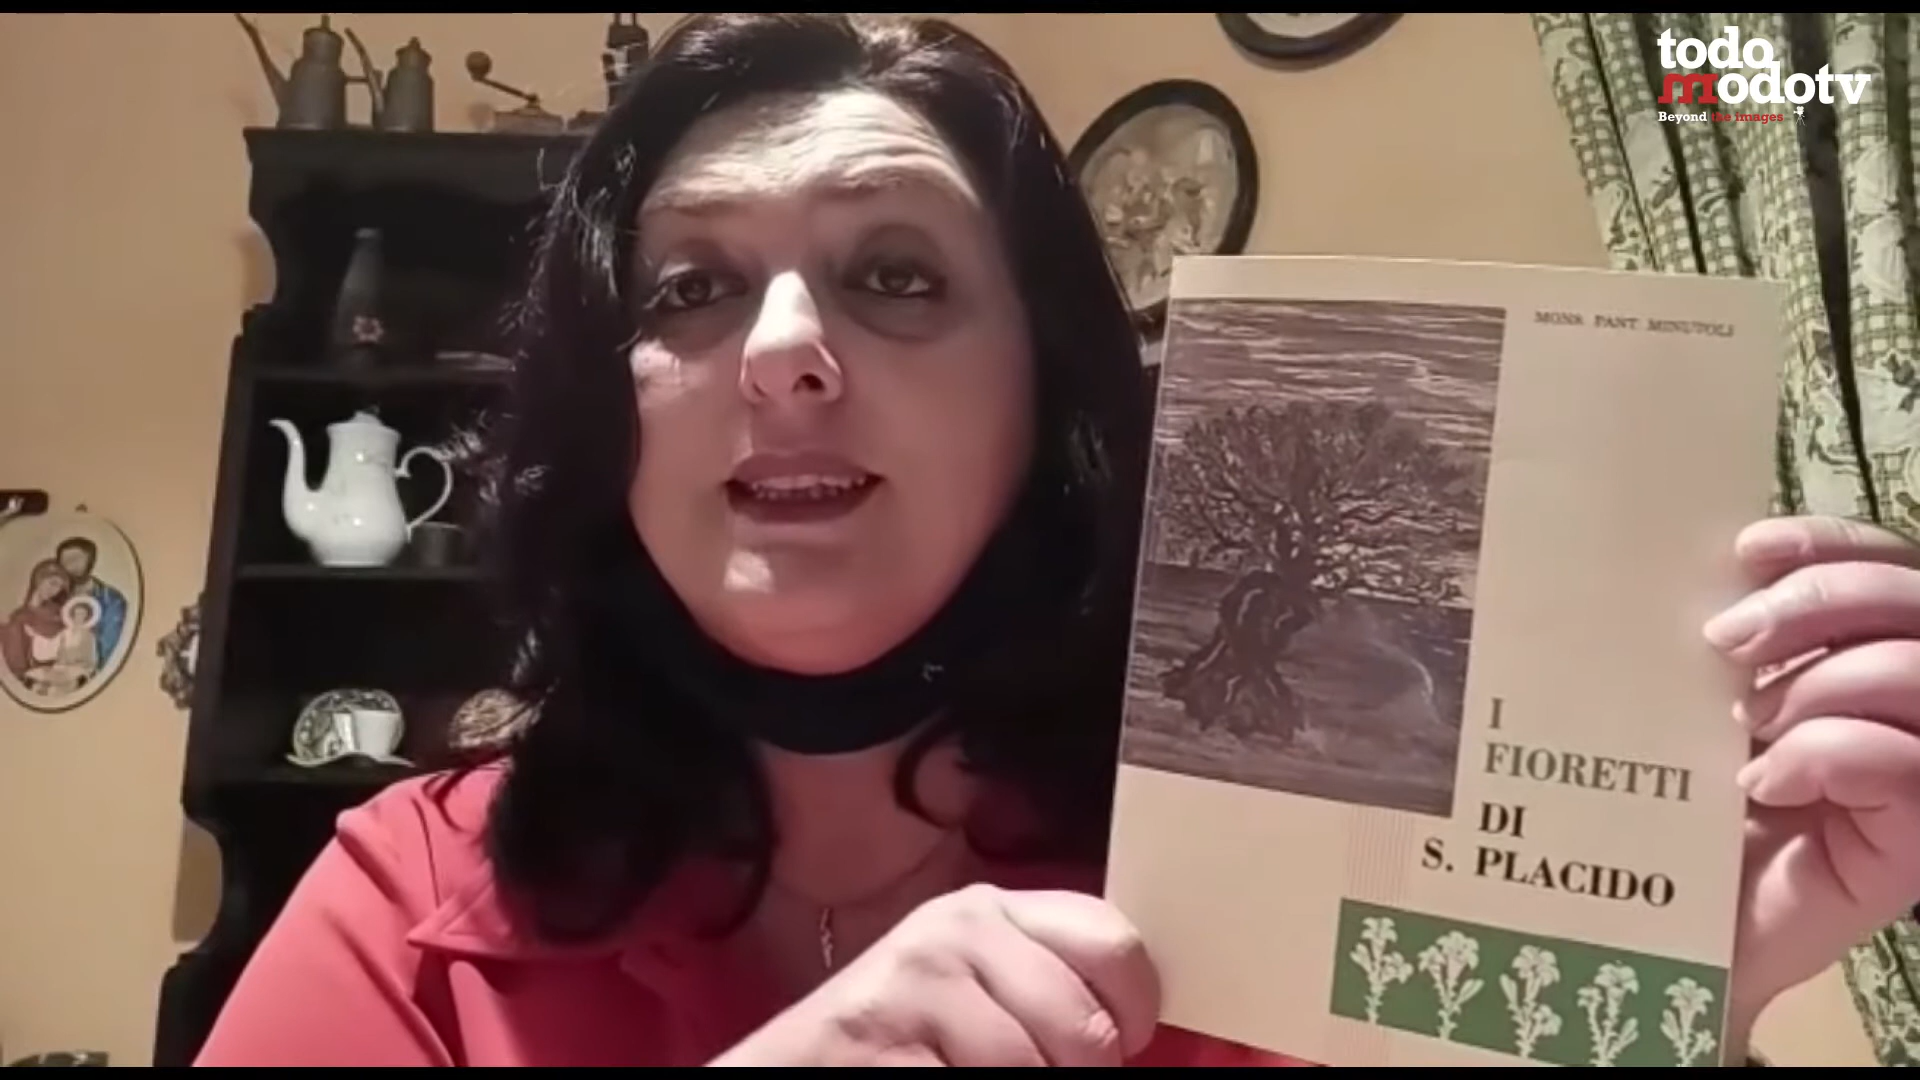 todo
modotv
Beyond the images
MONS PANT MINUTOLI
I
FIORETTI
DI
S. PLACIDO